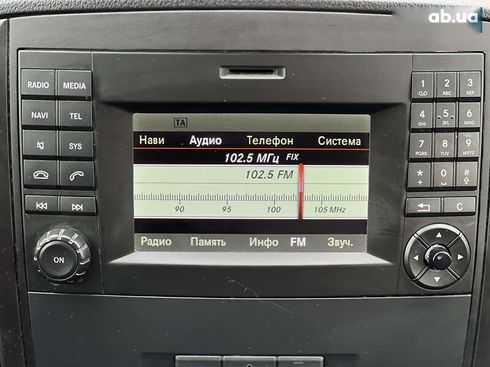 ab.ua
RADIO MEDIA
NAVI TEL
SYS
ON
TA
Нави Аудио Телефон Система
102.5 МГц FIX
102.5 FM
90 95 100 105 MHz
Радио Память Инфо FM Звуч.
1 2 ABC 3 DEF
4 GHI 5 JKL 6 MNO
7 PQRS 8 TUV 9 WXYZ
* 0 #
C